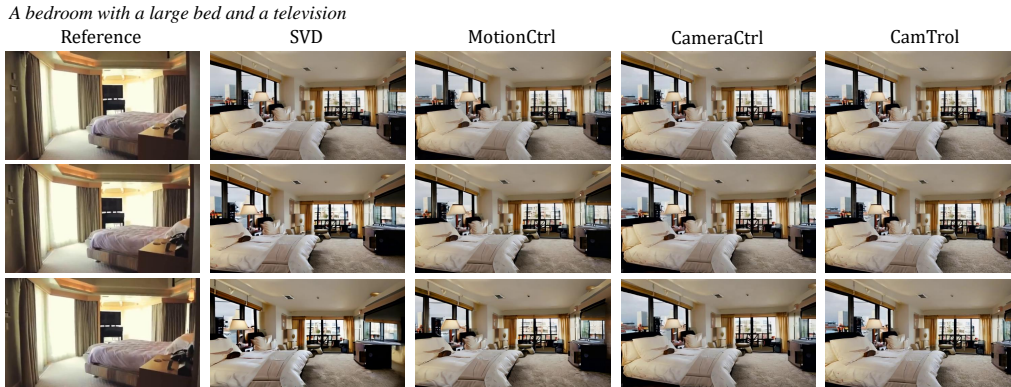 A bedroom with a large bed and a television
Reference SVD MotionCtrl CameraCtrl CamTrol